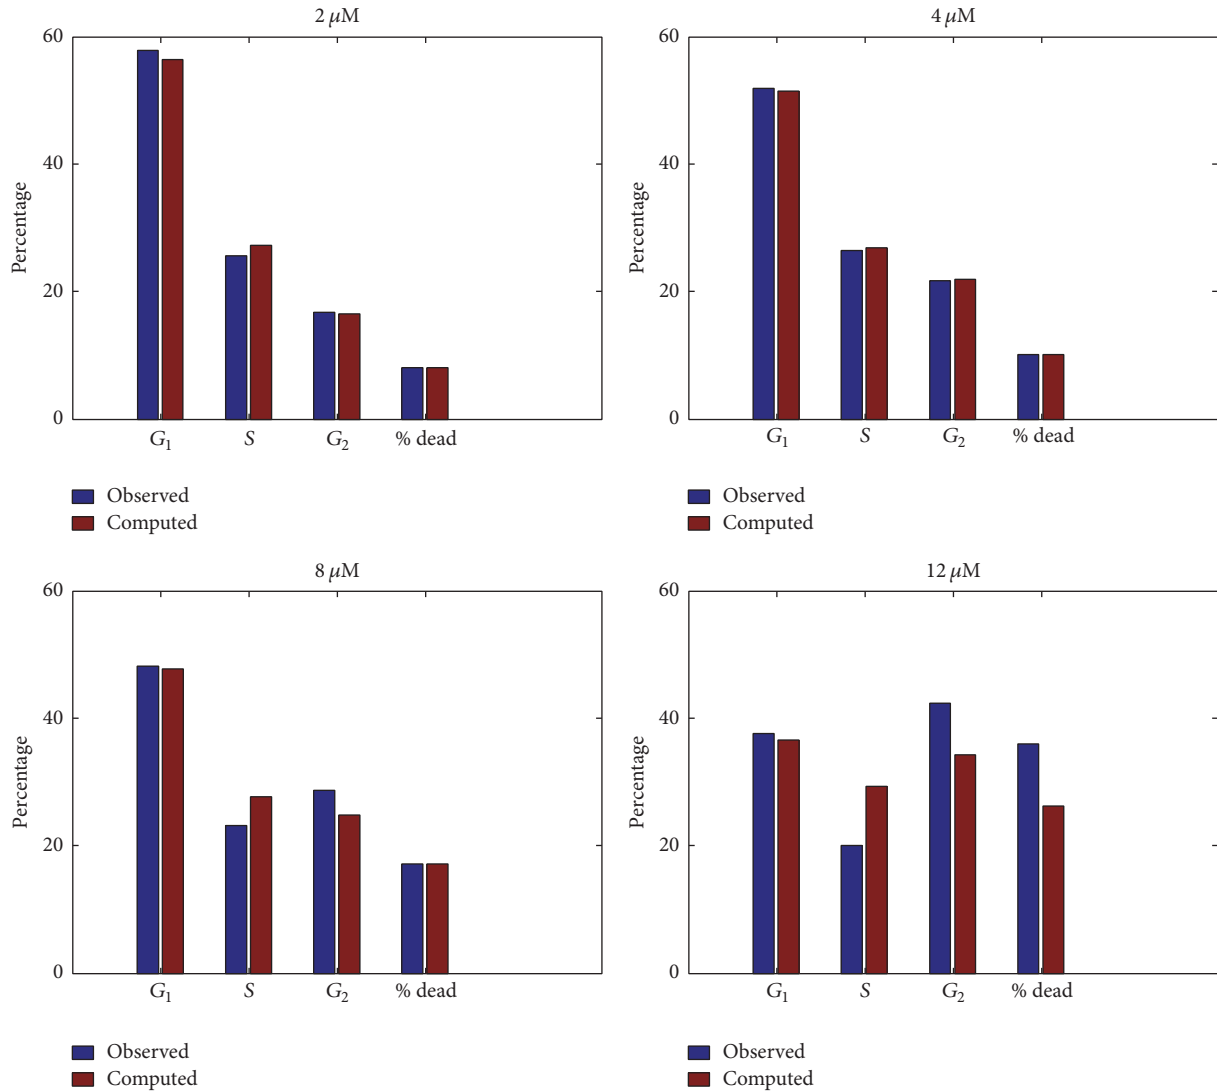 2 μM
60
40
20
0
Percentage
G₁ S G₂ % dead
Observed
Computed
4 μM
60
40
20
0
Percentage
G₁ S G₂ % dead
Observed
Computed
8 μM
60
40
20
0
Percentage
G₁ S G₂ % dead
Observed
Computed
12 μM
60
40
20
0
Percentage
G₁ S G₂ % dead
Observed
Computed